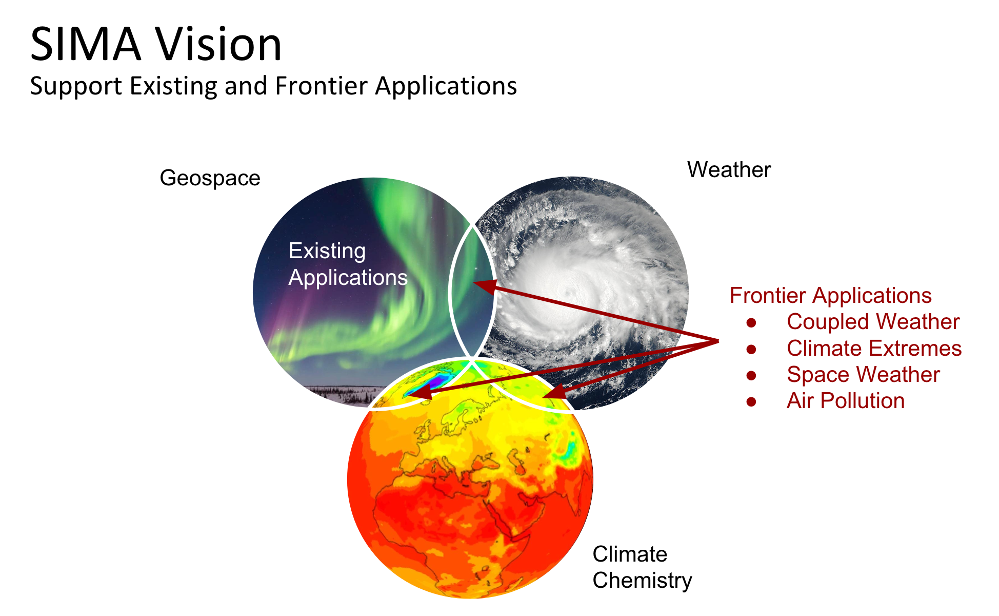 SIMA Vision
Support Existing and Frontier Applications
Geospace
Weather
Existing
Applications
Frontier Applications
● Coupled Weather
● Climate Extremes
● Space Weather
● Air Pollution
Climate
Chemistry